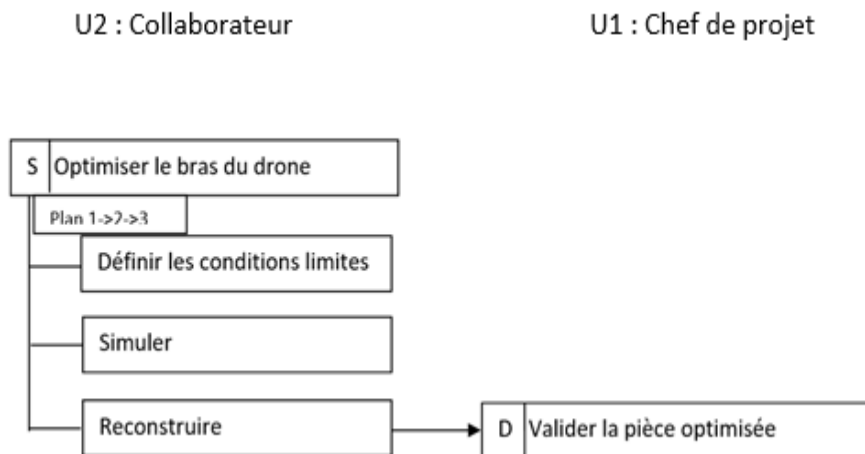 U2 : Collaborateur
U1 : Chef de projet
S Optimiser le bras du drone
Plan 1->2->3
Définir les conditions limites
Simuler
Reconstruire
D Valider la pièce optimisée